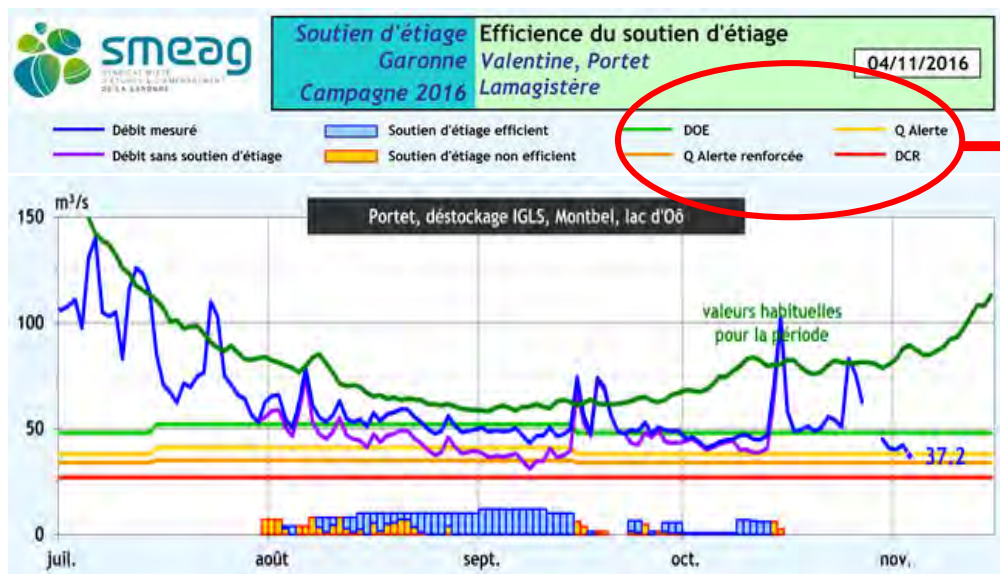 smeag
SYNDICAT MIXTE
D'ÉTUDES & D'AMÉNAGEMENT
DE LA GARONNE
Soutien d'étiage
Garonne
Campagne 2016
Efficience du soutien d'étiage
Valentine, Portet
Lamagistère
04/11/2016
Débit mesuré
Soutien d'étiage efficient
DOE
Q Alerte
Débit sans soutien d'étiage
Soutien d'étiage non efficient
Q Alerte renforcée
DCR
m³/s
Portet, déstockage IGLS, Montbel, lac d'Oô
150
100
50
0
valeurs habituelles
pour la période
37.2
juil.
août
sept.
oct.
nov.